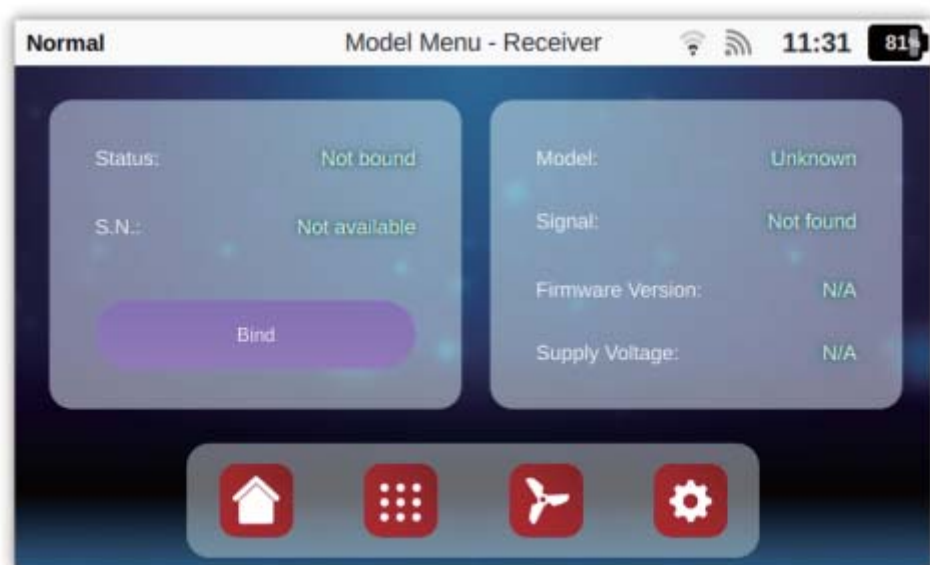 Normal Model Menu - Receiver 11:31 81%
Status: Not bound
S.N.: Not available
Bind
Model: Unknown
Signal: Not found
Firmware Version: N/A
Supply Voltage: N/A